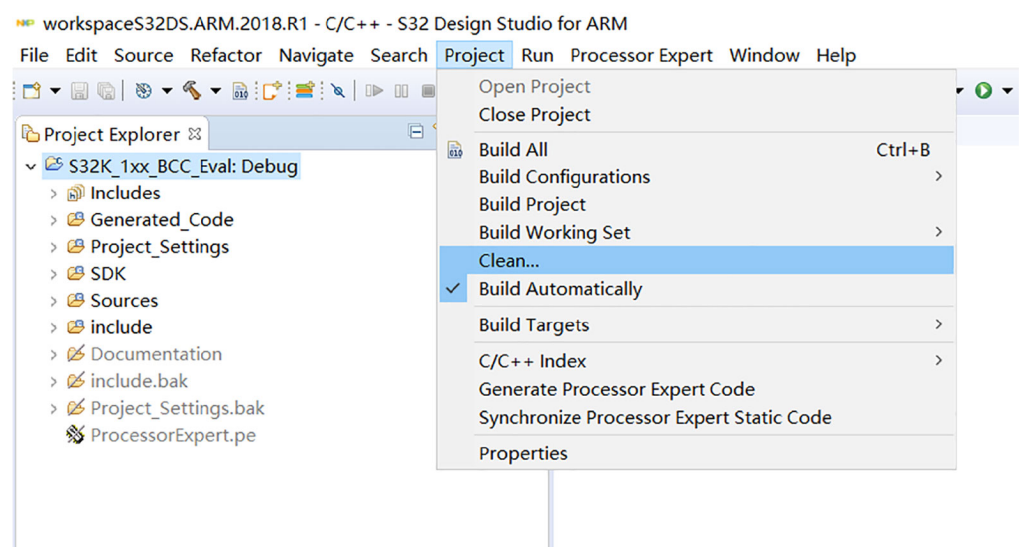 NXP workspaceS32DS.ARM.2018.R1 - C/C++ - S32 Design Studio for ARM
File Edit Source Refactor Navigate Search Project Run Processor Expert Window Help
Project Explorer
S32K_1xx_BCC_Eval: Debug
Includes
Generated_Code
Project_Settings
SDK
Sources
include
Documentation
include.bak
Project_Settings.bak
ProcessorExpert.pe
Open Project
Close Project
010 Build All Ctrl+B
Build Configurations
Build Project
Build Working Set
Clean...
Build Automatically
Build Targets
C/C++ Index
Generate Processor Expert Code
Synchronize Processor Expert Static Code
Properties